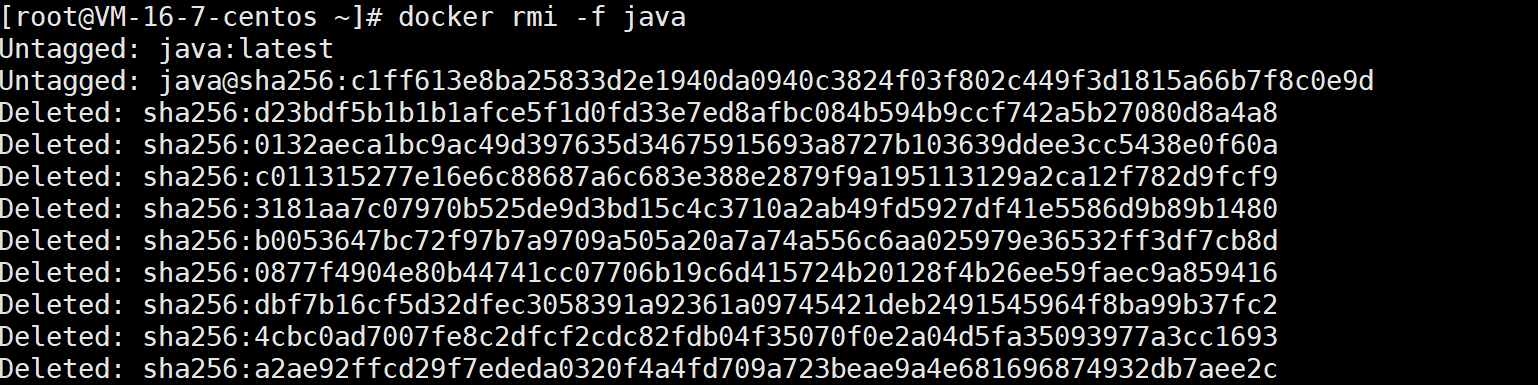 [root@VM-16-7-centos ~]# docker rmi -f java
Untagged: java:latest
Untagged: java@sha256:c1ff613e8ba25833d2e1940da0940c3824f03f802c449f3d1815a66b7f8c0e9d
Deleted: sha256:d23bdf5b1b1b1afce5f1d0fd33e7ed8afbc084b594b9ccf742a5b27080d8a4a8
Deleted: sha256:0132aeca1bc9ac49d397635d34675915693a8727b103639ddee3cc5438e0f60a
Deleted: sha256:c011315277e16e6c88687a6c683e388e2879f9a195113129a2ca12f782d9fcf9
Deleted: sha256:3181aa7c07970b525de9d3bd15c4c3710a2ab49fd5927df41e5586d9b89b1480
Deleted: sha256:b0053647bc72f97b7a9709a505a20a7a74a556c6aa025979e36532ff3df7cb8d
Deleted: sha256:0877f4904e80b44741cc07706b19c6d415724b20128f4b26ee59faec9a859416
Deleted: sha256:dbf7b16cf5d32dfec3058391a92361a09745421deb2491545964f8ba99b37fc2
Deleted: sha256:4cbc0ad7007fe8c2dfcf2cdc82fdb04f35070f0e2a04d5fa35093977a3cc1693
Deleted: sha256:a2ae92ffcd29f7ededa0320f4a4fd709a723beae9a4e681696874932db7aee2c